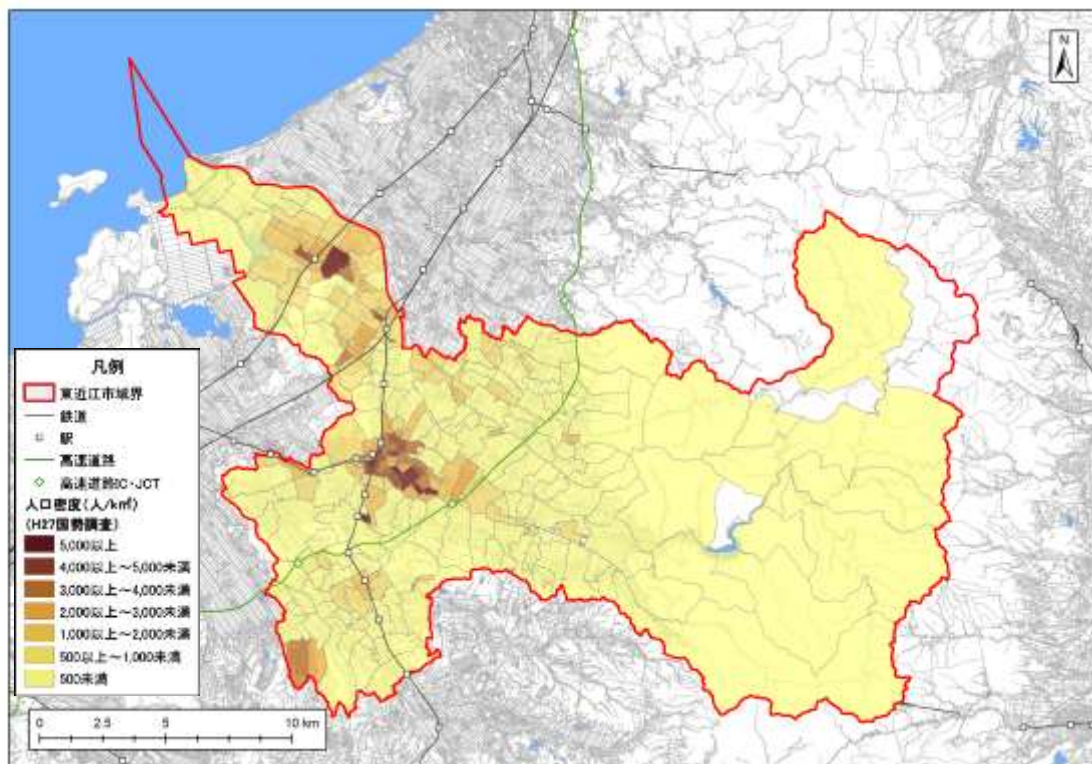 N
凡例
東近江市域界
鉄道
駅
高速道路
高速道路IC・JCT
人口密度(人/k㎡)
(H27国勢調査)
5,000以上
4,000以上～5,000未満
3,000以上～4,000未満
2,000以上～3,000未満
1,000以上～2,000未満
500以上～1,000未満
500未満
0 2.5 5 10 km